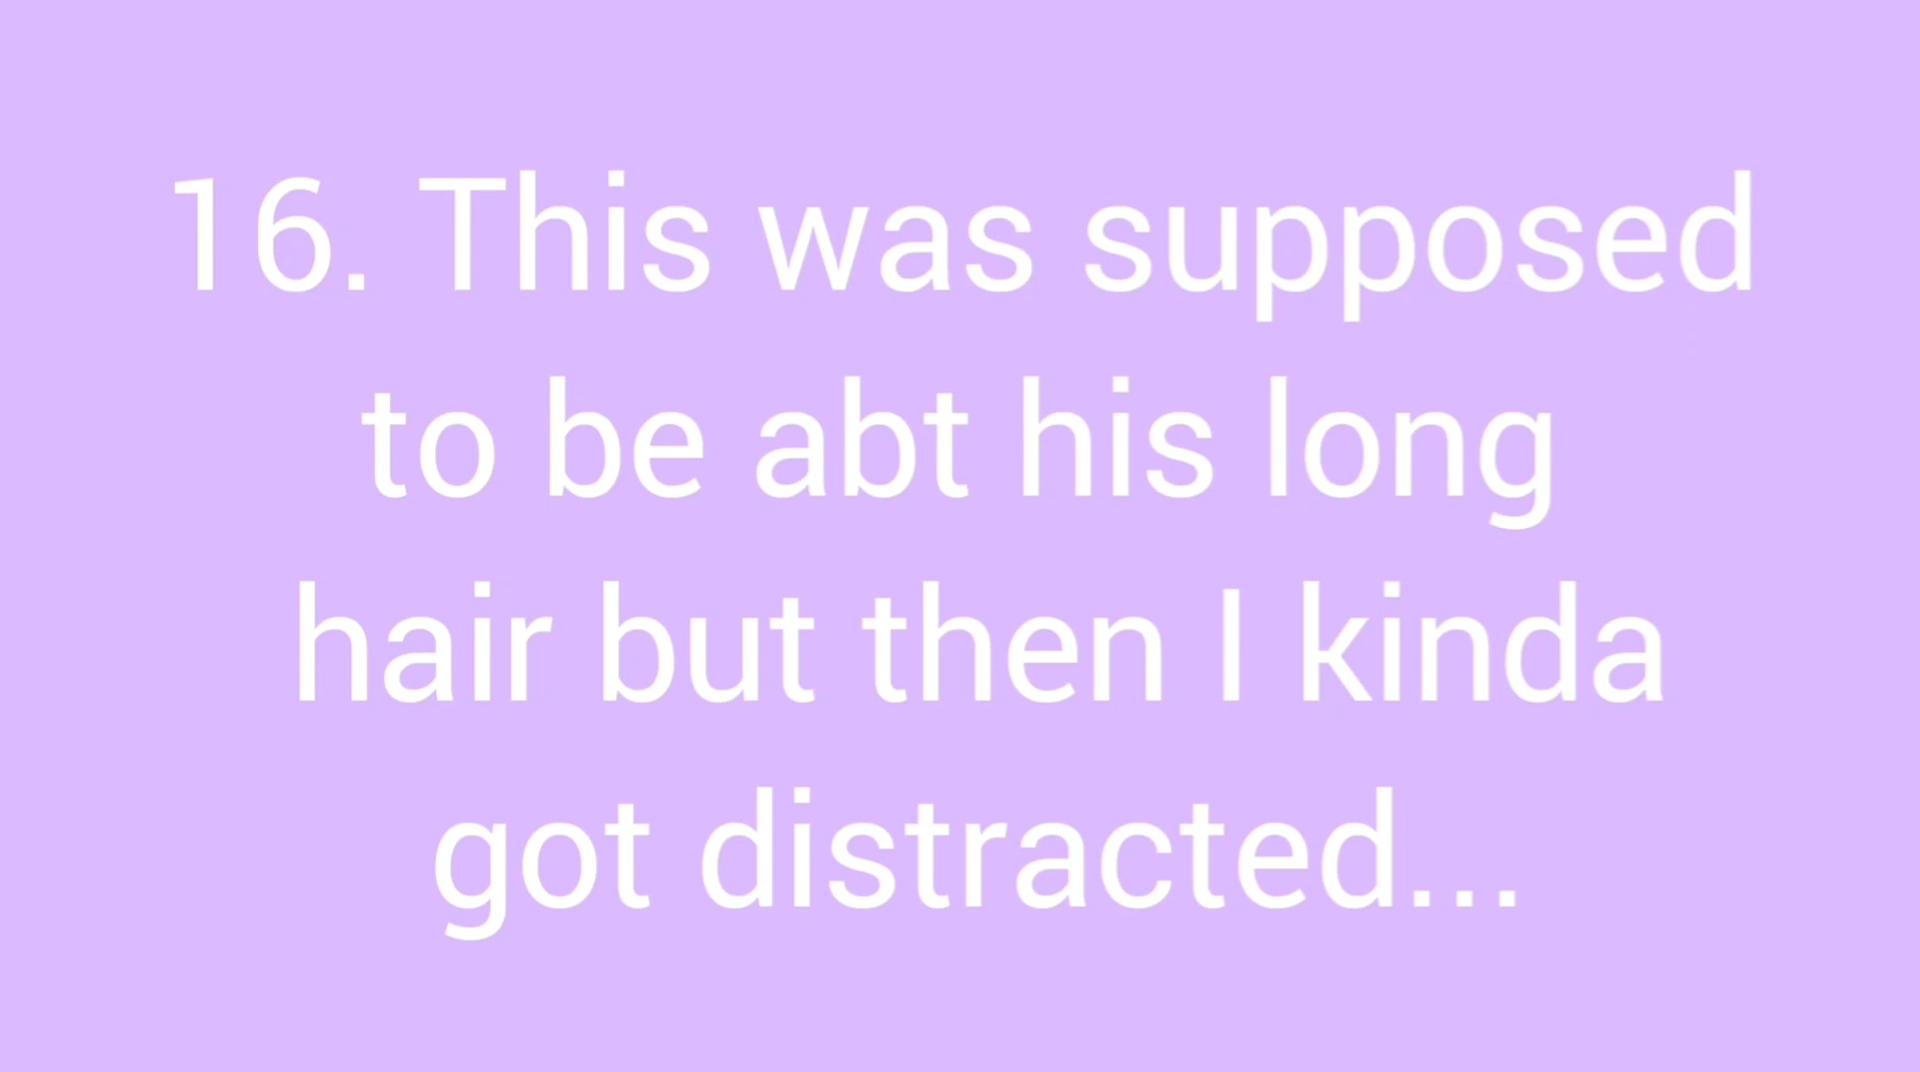 16. This was supposed
to be abt his long
hair but then I kinda
got distracted...